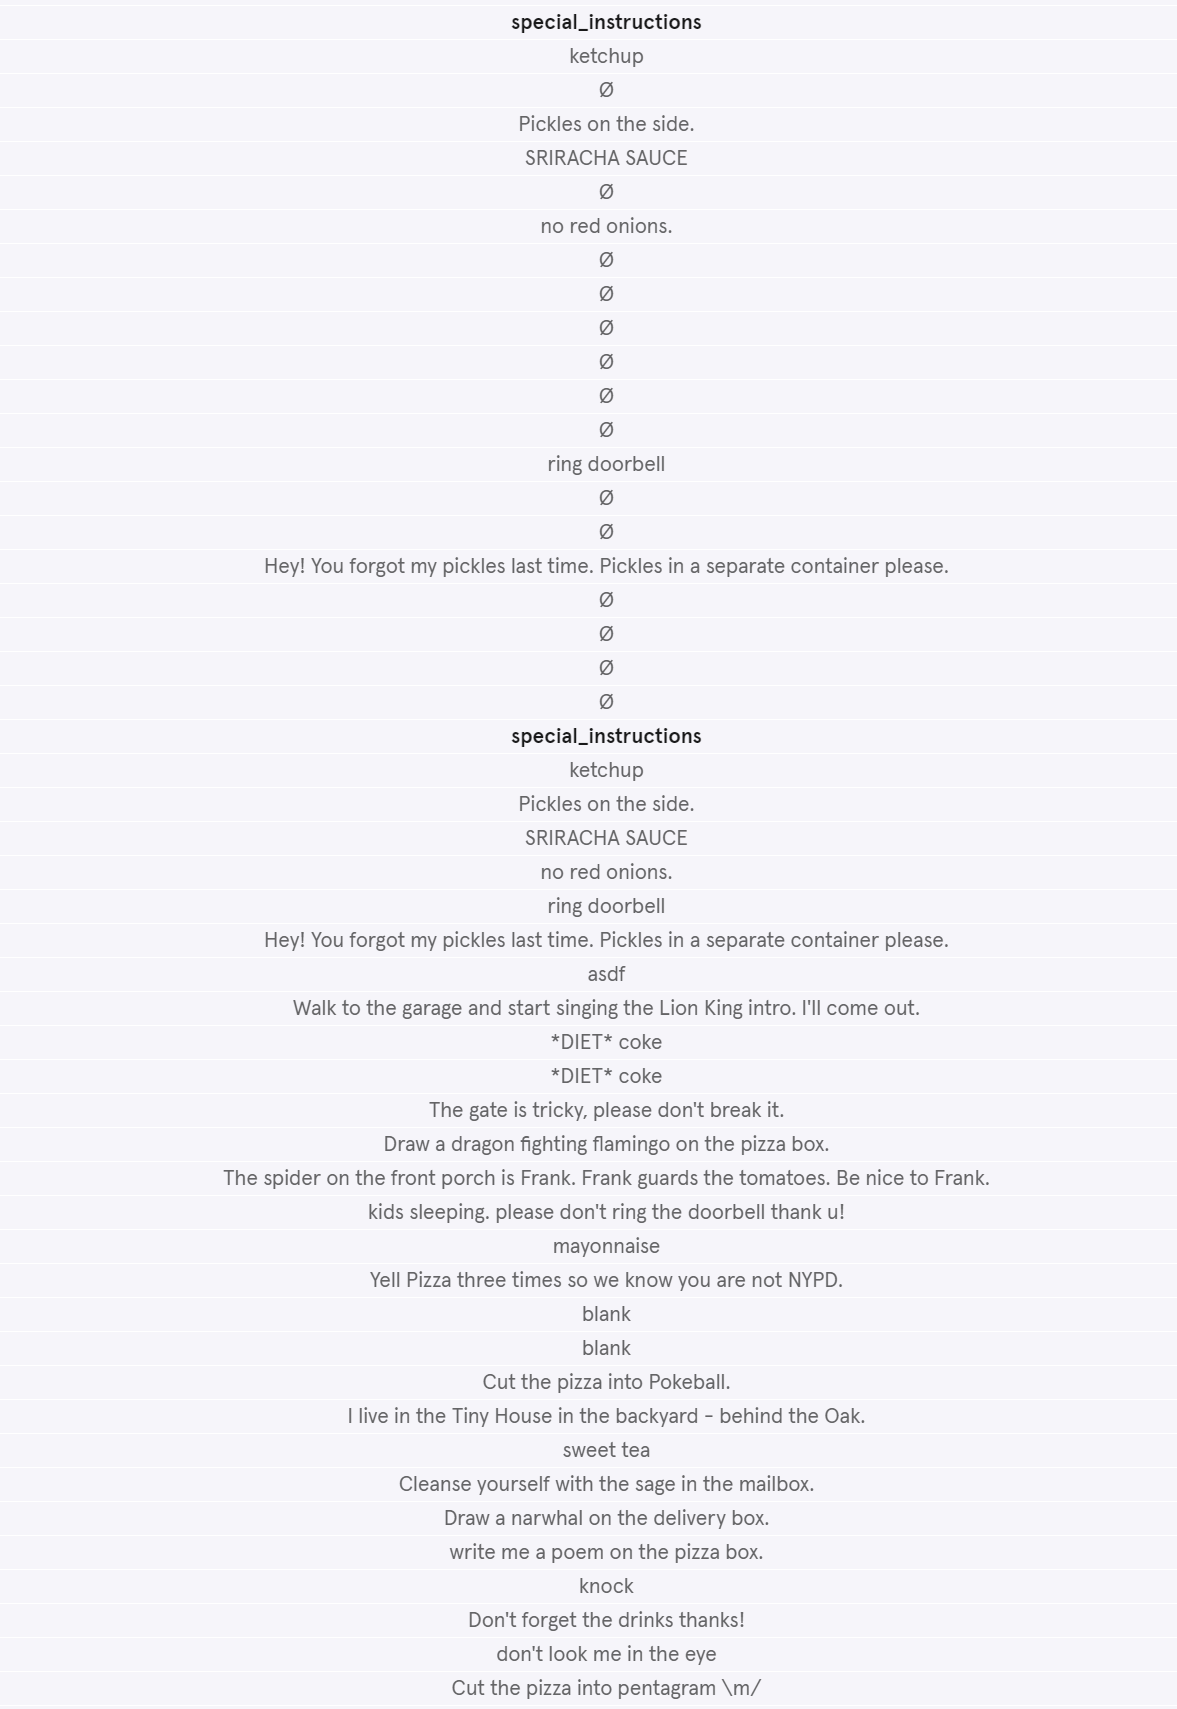 special_instructions
ketchup
Ø
Pickles on the side.
SRIRACHA SAUCE
Ø
no red onions.
Ø
Ø
Ø
Ø
Ø
Ø
ring doorbell
Ø
Ø
Hey! You forgot my pickles last time. Pickles in a separate container please.
Ø
Ø
Ø
Ø
special_instructions
ketchup
Pickles on the side.
SRIRACHA SAUCE
no red onions.
ring doorbell
Hey! You forgot my pickles last time. Pickles in a separate container please.
asdf
Walk to the garage and start singing the Lion King intro. I'll come out.
*DIET* coke
*DIET* coke
The gate is tricky, please don't break it.
Draw a dragon fighting flamingo on the pizza box.
The spider on the front porch is Frank. Frank guards the tomatoes. Be nice to Frank.
kids sleeping. please don't ring the doorbell thank u!
mayonnaise
Yell Pizza three times so we know you are not NYPD.
blank
blank
Cut the pizza into Pokeball.
I live in the Tiny House in the backyard - behind the Oak.
sweet tea
Cleanse yourself with the sage in the mailbox.
Draw a narwhal on the delivery box.
write me a poem on the pizza box.
knock
Don't forget the drinks thanks!
don't look me in the eye
Cut the pizza into pentagram \m/